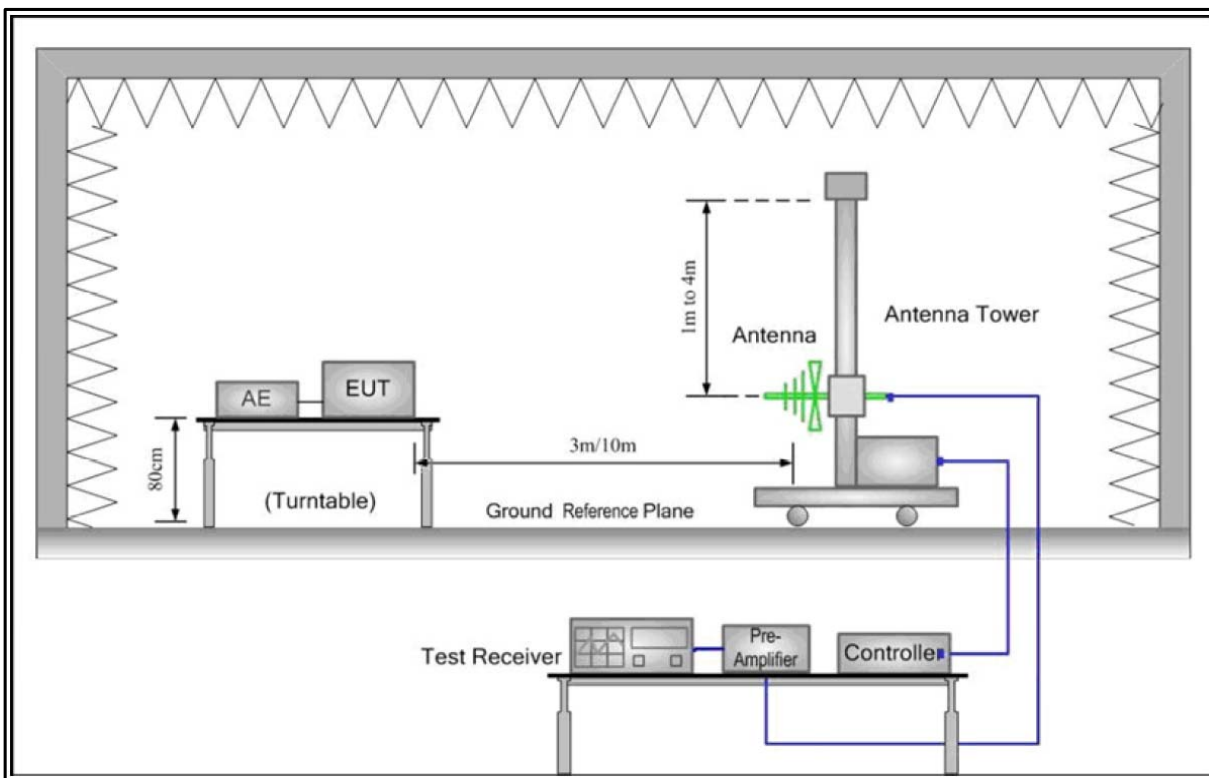 1m to 4m
Antenna
Antenna Tower
AE
EUT
80cm
3m/10m
(Turntable)
Ground Reference Plane
Test Receiver
Pre-
Amplifier
Controller